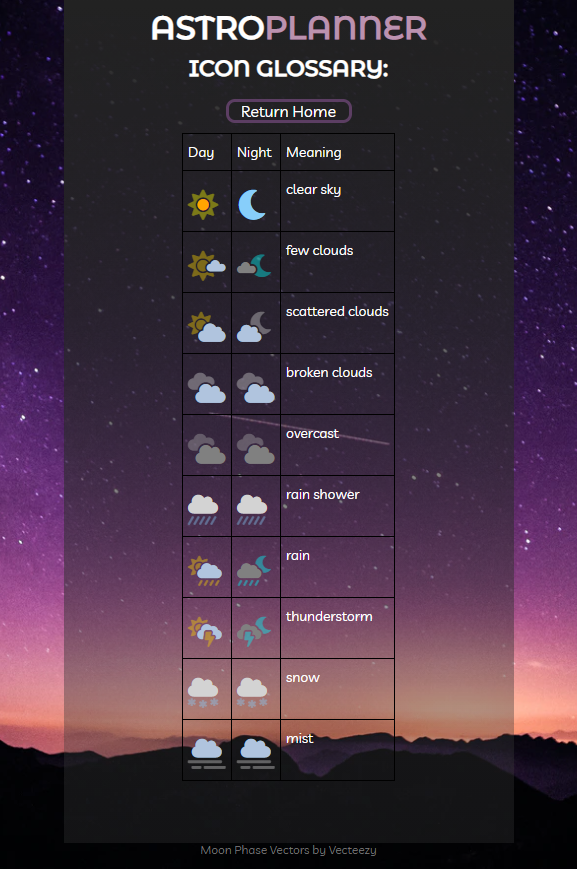 ASTROPLANNER
ICON GLOSSARY:
Return Home
Day Night Meaning
clear sky
few clouds
scattered clouds
broken clouds
overcast
rain shower
rain
thunderstorm
snow
mist
Moon Phase Vectors by Vecteezy